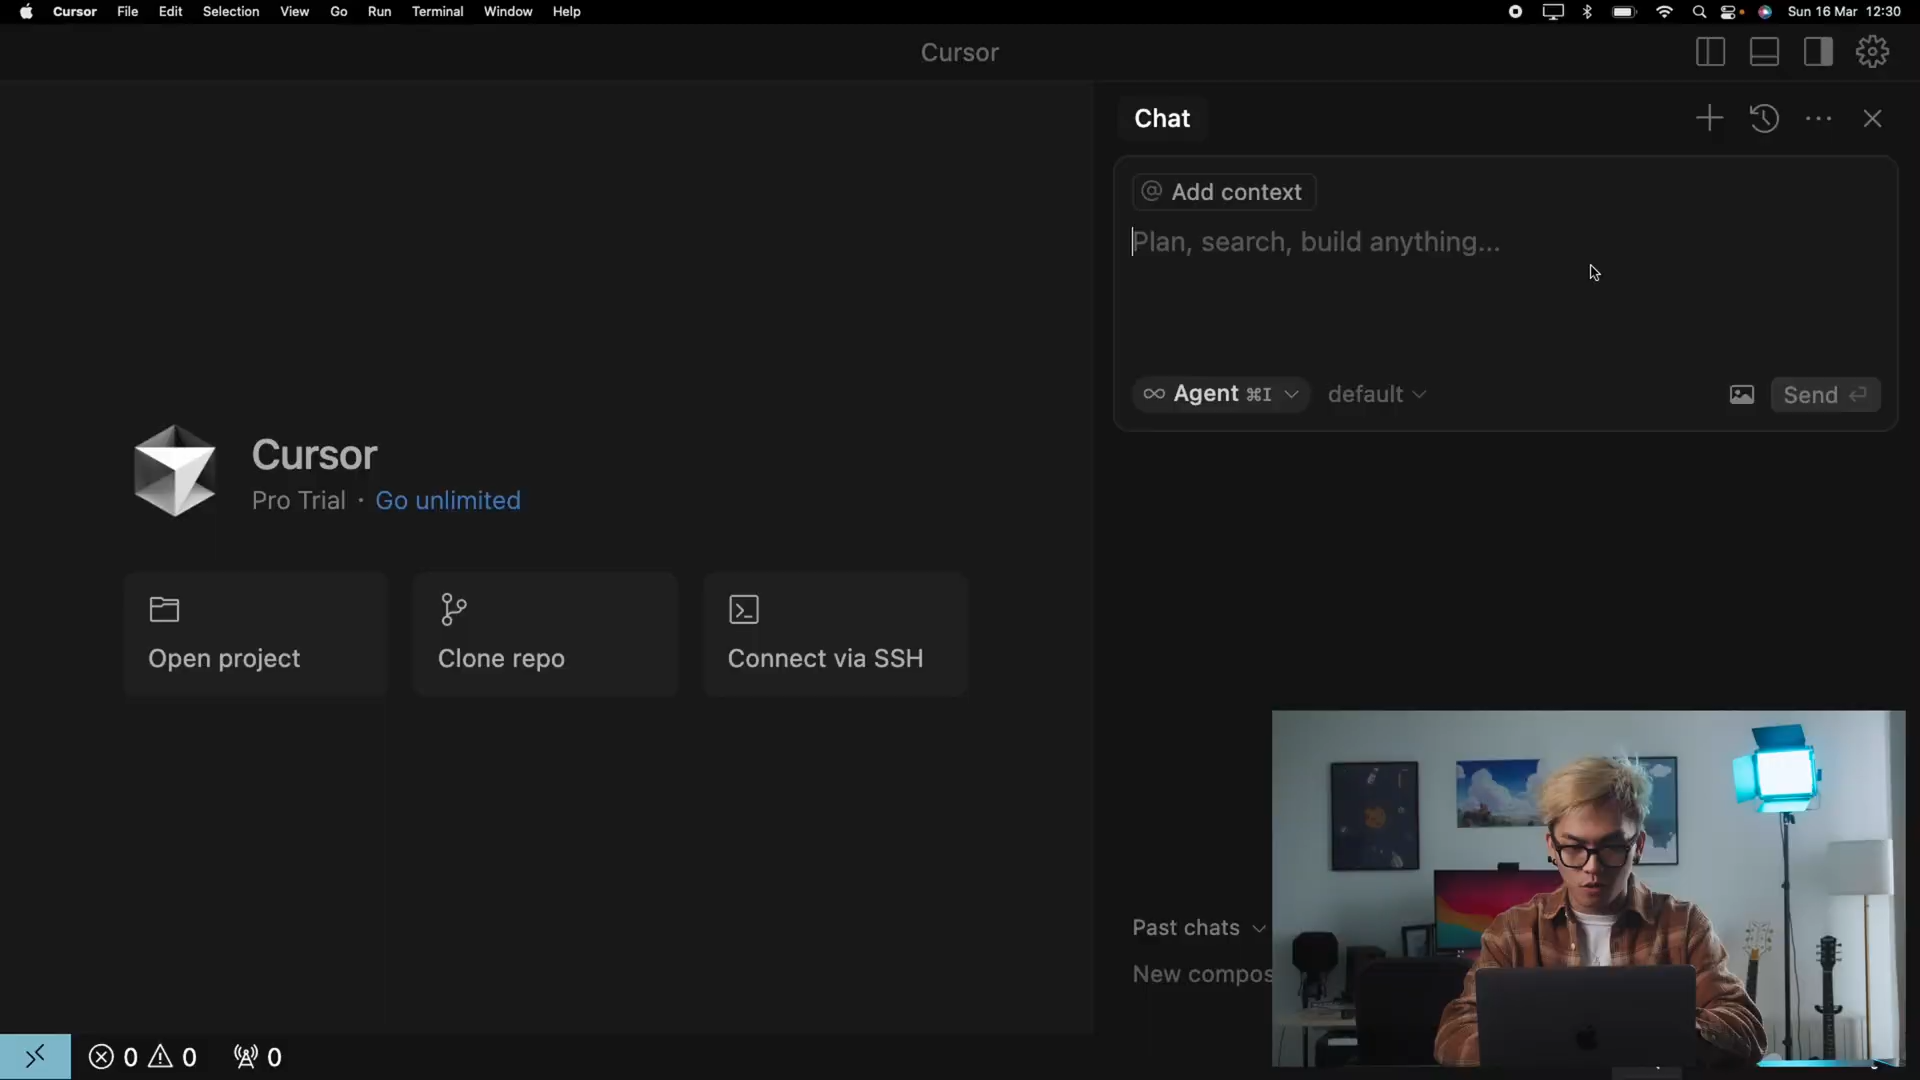 Cursor File Edit Selection View Go Run Terminal Window Help Sun 16 Mar 12:30
Cursor
Chat
@ Add context
Plan, search, build anything...
Agent ⌘I default Send
Cursor
Pro Trial · Go unlimited
Open project Clone repo Connect via SSH
Past chats
New compos
0 0 0